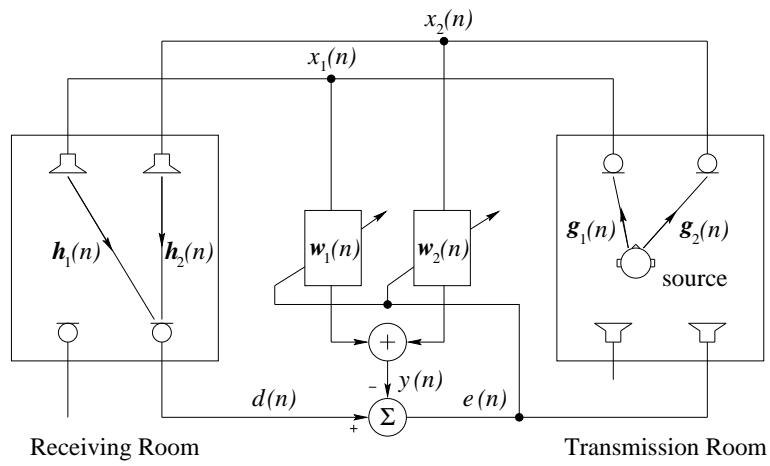 x₂(n)
x₁(n)
h₁(n)
h₂(n)
w₁(n)
w₂(n)
g₁(n)
g₂(n)
source
+
− y(n)
d(n)
+
Σ
e(n)
Receiving Room
Transmission Room